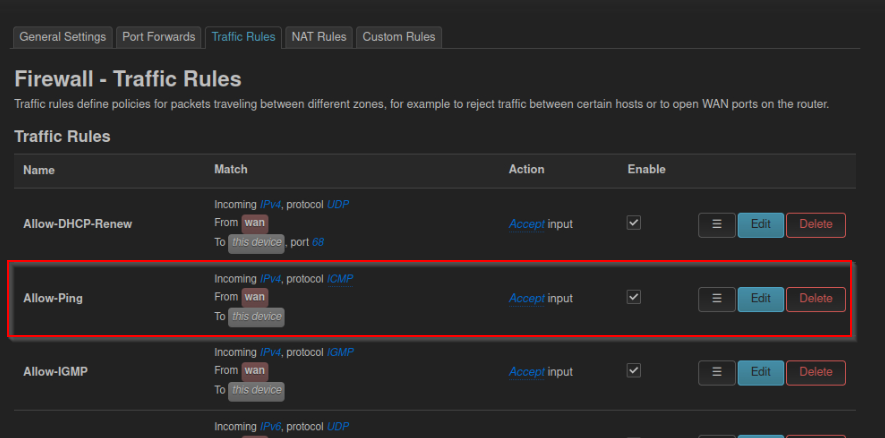 General Settings Port Forwards Traffic Rules NAT Rules Custom Rules
Firewall - Traffic Rules
Traffic rules define policies for packets traveling between different zones, for example to reject traffic between certain hosts or to open WAN ports on the router.
Traffic Rules
Name Match Action Enable
Incoming IPv4, protocol UDP
From wan
Allow-DHCP-Renew Accept input ☰ Edit Delete
To this device, port 68
Incoming IPv4, protocol ICMP
From wan
Allow-Ping Accept input ☰ Edit Delete
To this device
Incoming IPv4, protocol IGMP
From wan
Allow-IGMP Accept input ☰ Edit Delete
To this device
Incoming IPv6, protocol UDP